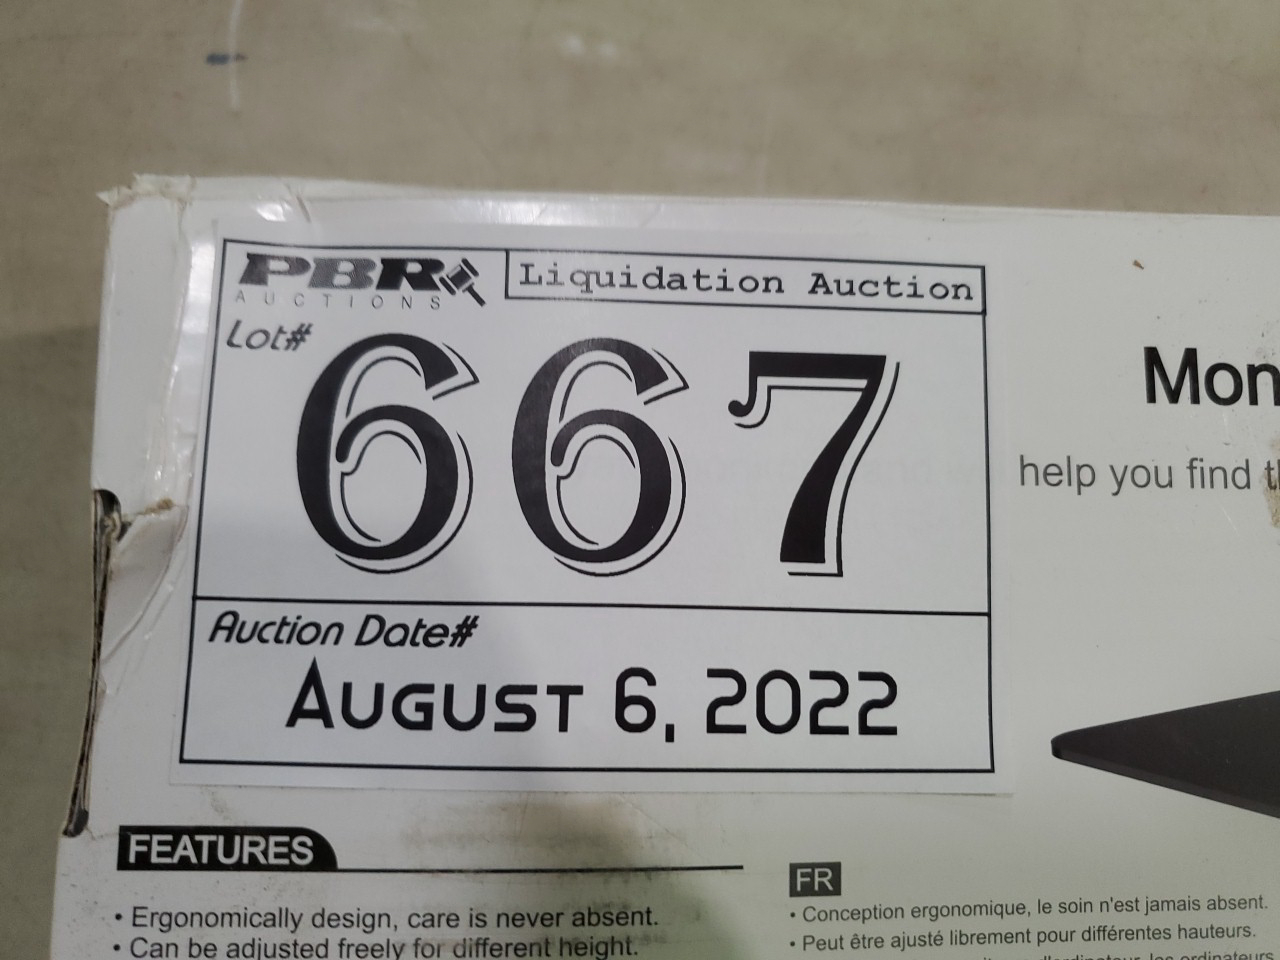 PBR
AUCTIONS
Liquidation Auction
Lot#
667
Auction Date#
AUGUST 6, 2022
Mon
help you find
FEATURES
• Ergonomically design, care is never absent.
• Can be adjusted freely for different height.
FR
• Conception ergonomique, le soin n'est jamais absent.
• Peut être ajusté librement pour différentes hauteurs.